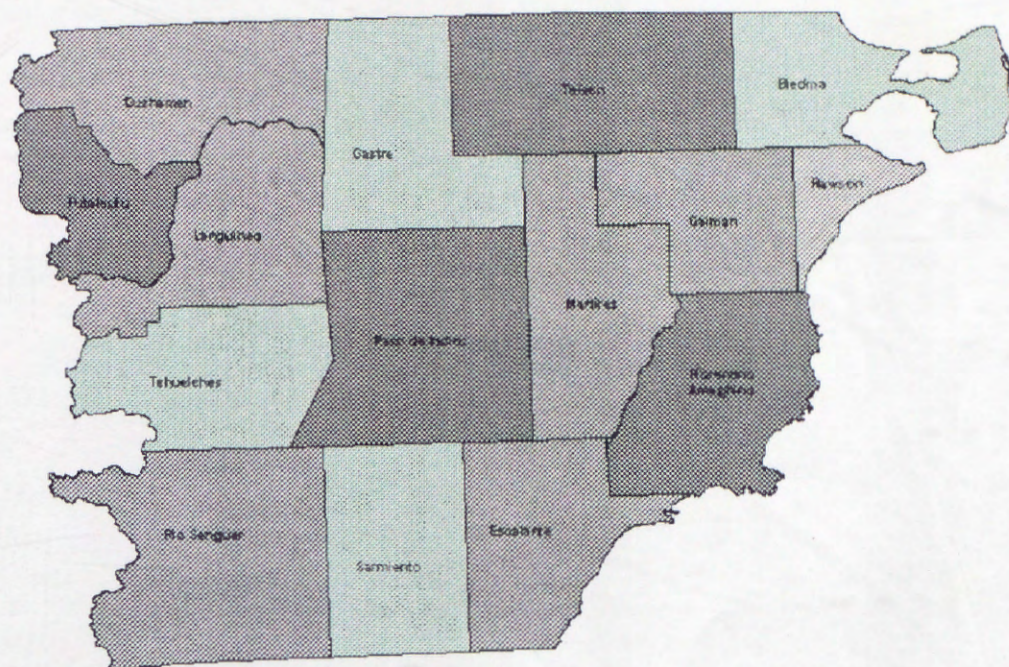 Cushamen
Gastre
Telsen
Biedma
Futaleufu
Languineo
Gaiman
Rawson
Martires
Paso de Indios
Tehuelches
Florentino
Ameghino
Rio Senguer
Sarmiento
Escalante